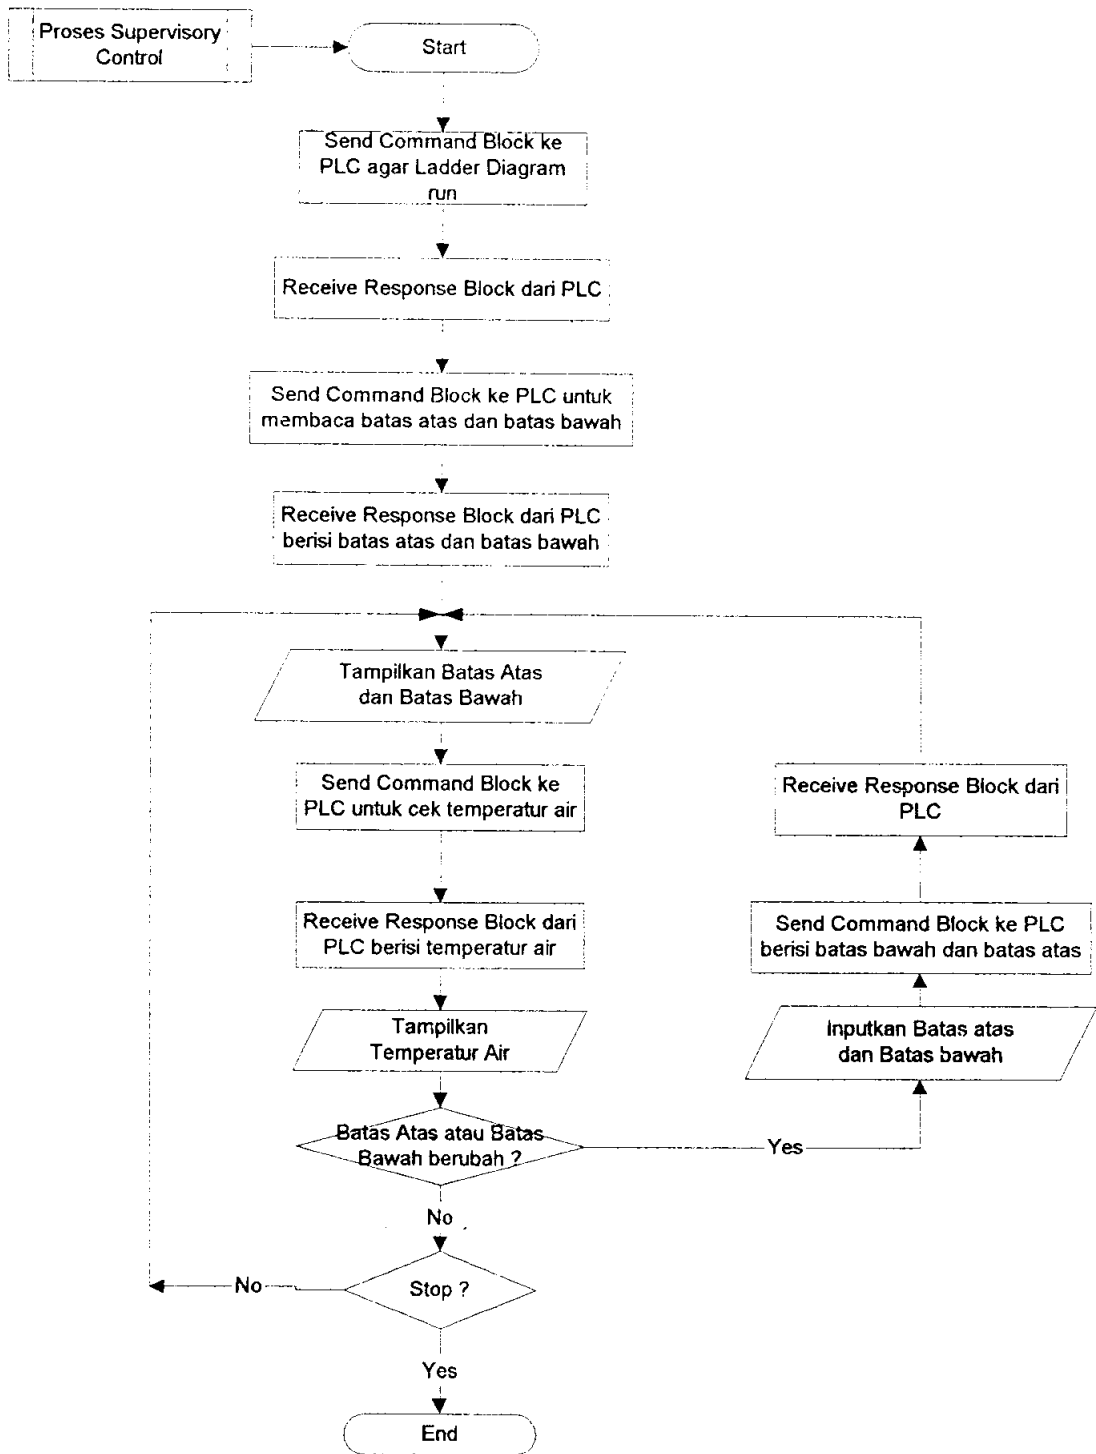 Proses Supervisory
Control
Start
Send Command Block ke
PLC agar Ladder Diagram
run
Receive Response Block dari PLC
Send Command Block ke PLC untuk
membaca batas atas dan batas bawah
Receive Response Block dari PLC
berisi batas atas dan batas bawah
Tampilkan Batas Atas
dan Batas Bawah
Send Command Block ke
PLC untuk cek temperatur air
Receive Response Block dari
PLC berisi temperatur air
Tampilkan
Temperatur Air
Batas Atas atau Batas
Bawah berubah ?
Yes
Inputkan Batas atas
dan Batas bawah
Send Command Block ke PLC
berisi batas bawah dan batas atas
Receive Response Block dari
PLC
No
Stop ?
No
Yes
End